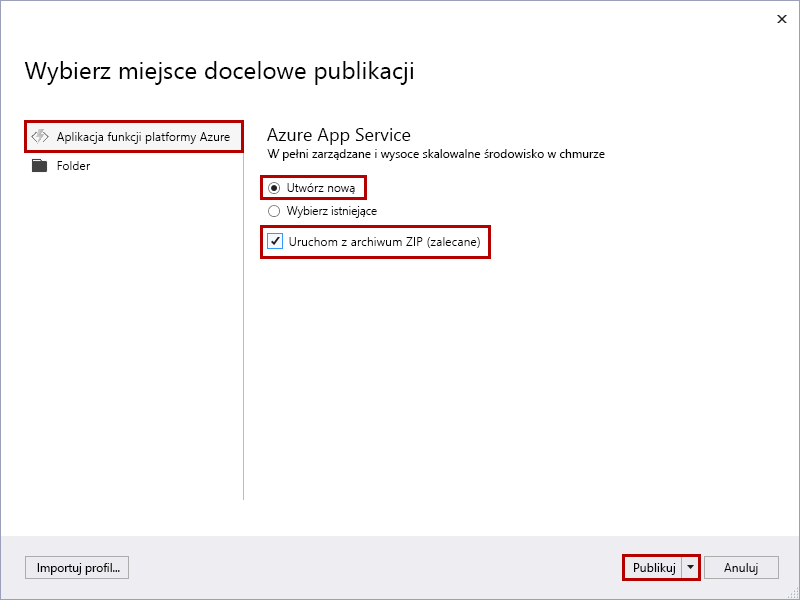 Wybierz miejsce docelowe publikacji
Aplikacja funkcji platformy Azure
Folder
Azure App Service
W pełni zarządzane i wysoce skalowalne środowisko w chmurze
Utwórz nową
Wybierz istniejące
Uruchom z archiwum ZIP (zalecane)
Importuj profil...
Publikuj
Anuluj